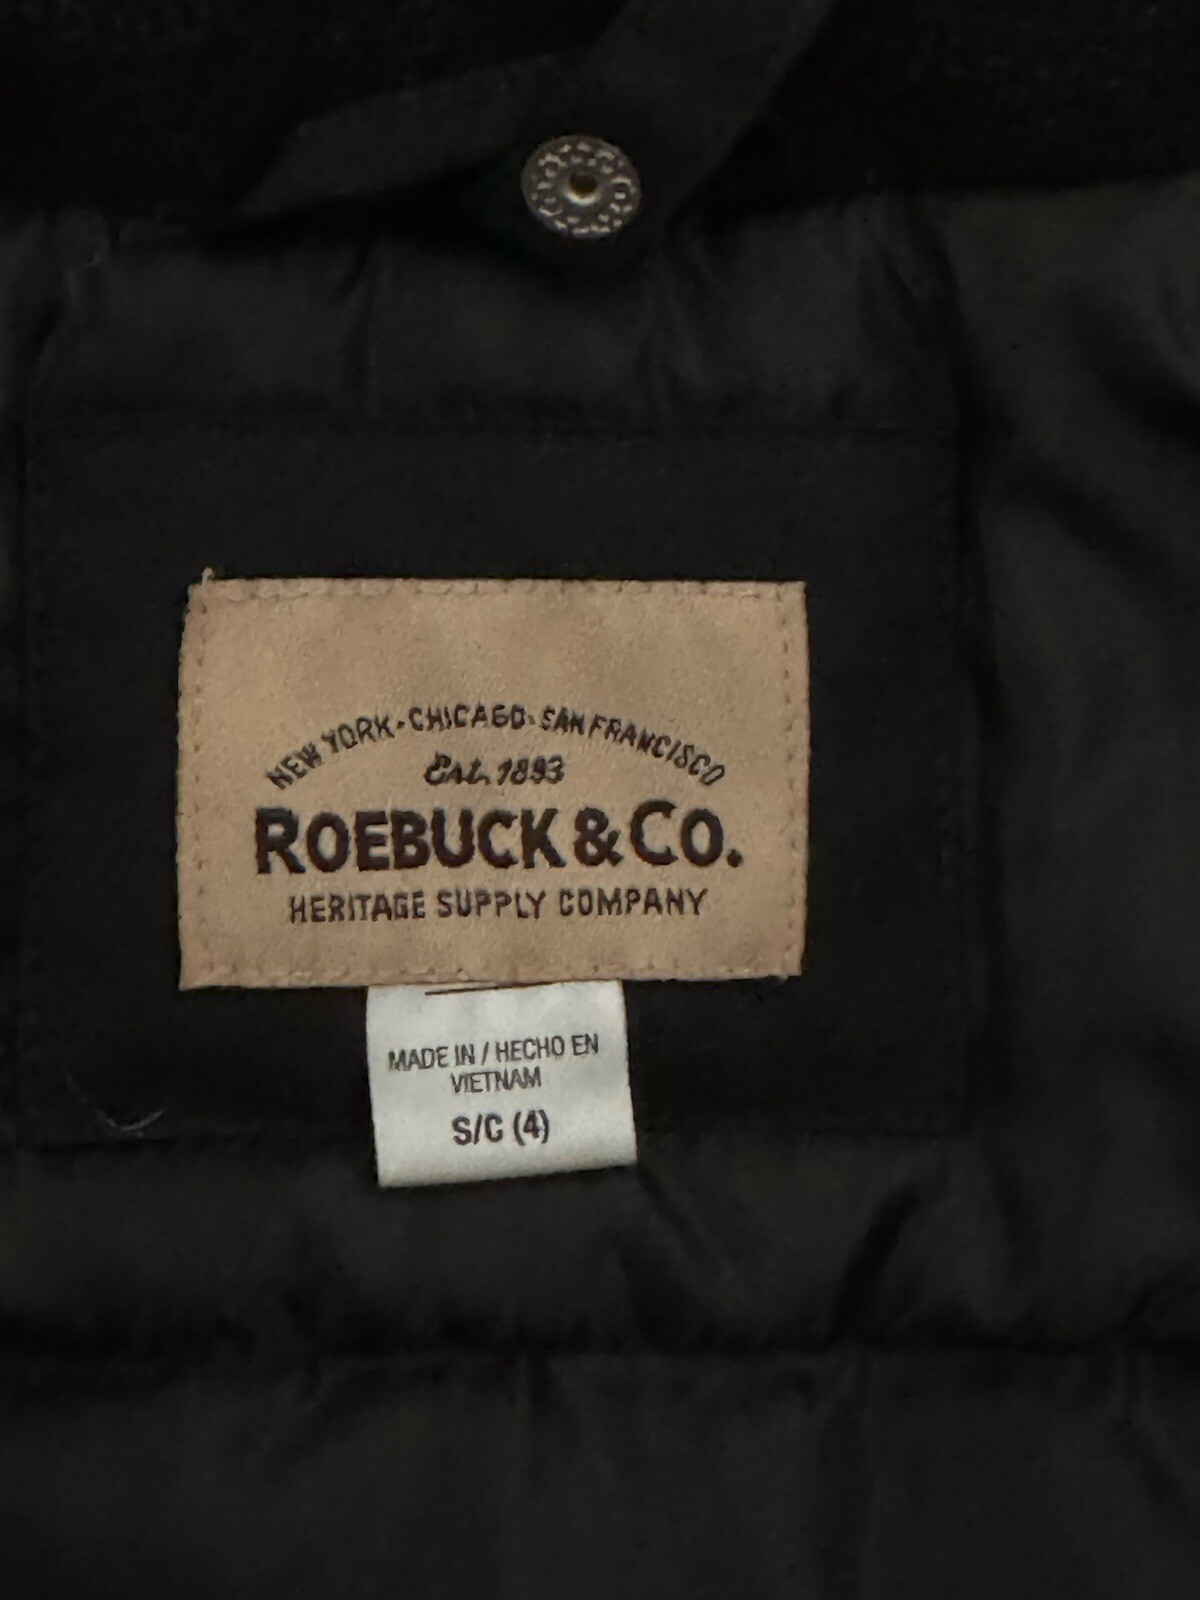 NEW YORK · CHICAGO · SAN FRANCISCO
Est. 1893
ROEBUCK & CO.
HERITAGE SUPPLY COMPANY
MADE IN / HECHO EN
VIETNAM
S/C (4)